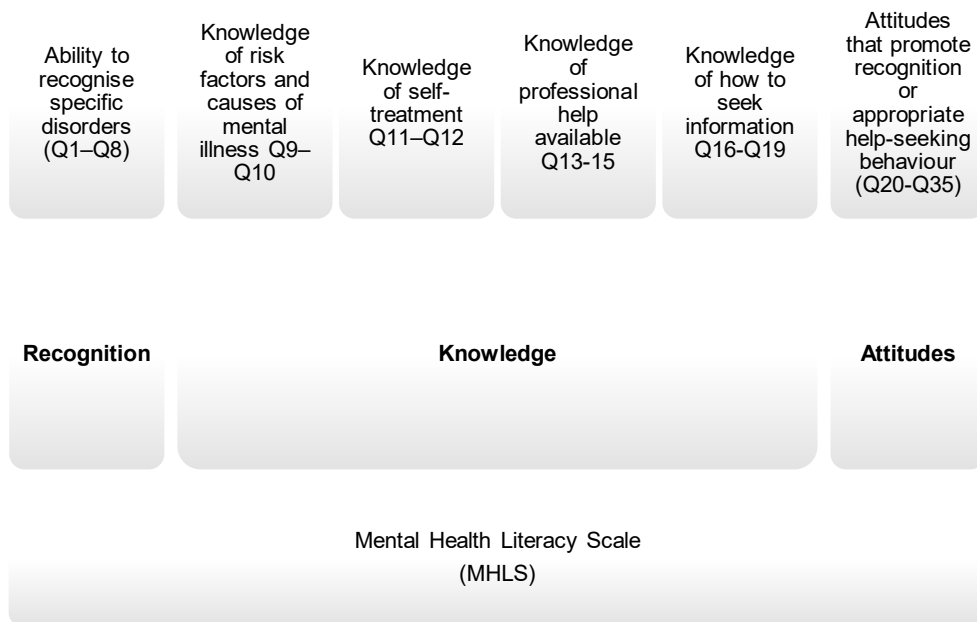 Ability to
recognise
specific
disorders
(Q1–Q8)
Knowledge
of risk
factors and
causes of
mental
illness Q9–
Q10
Knowledge
of self-
treatment
Q11–Q12
Knowledge
of
professional
help
available
Q13-15
Knowledge
of how to
seek
information
Q16-Q19
Attitudes
that promote
recognition
or
appropriate
help-seeking
behaviour
(Q20-Q35)
Recognition
Knowledge
Attitudes
Mental Health Literacy Scale
(MHLS)